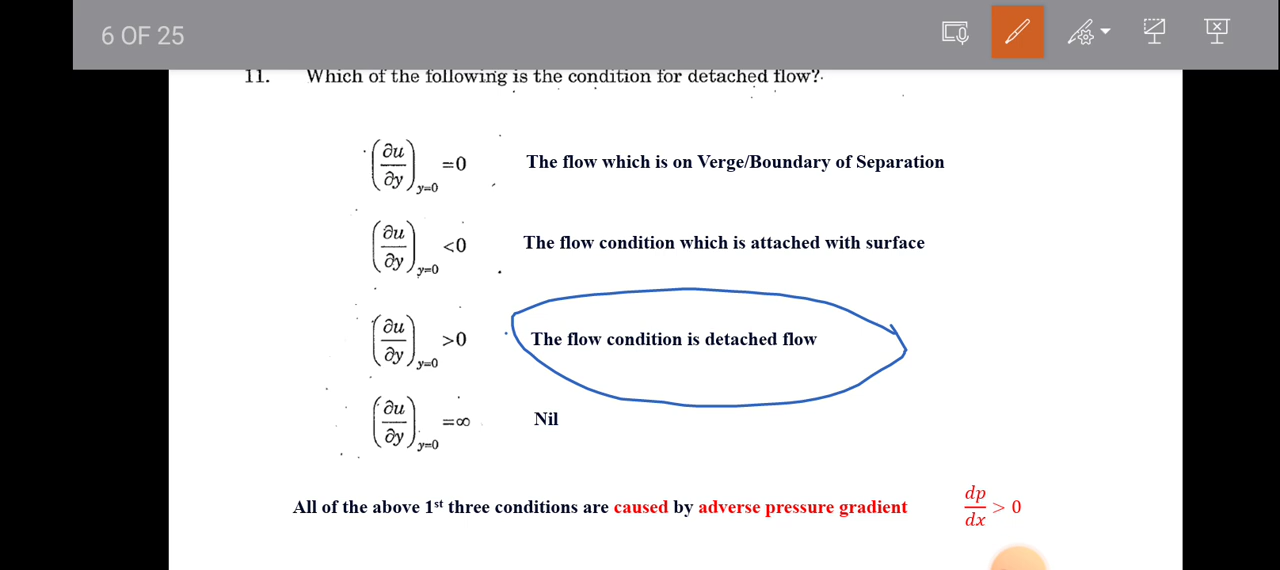 6 OF 25
11. Which of the following is the condition for detached flow?
(∂u/∂y)y=0 =0 The flow which is on Verge/Boundary of Separation
(∂u/∂y)y=0 <0 The flow condition which is attached with surface
(∂u/∂y)y=0 >0 The flow condition is detached flow
(∂u/∂y)y=0 =∞ Nil
All of the above 1st three conditions are caused by adverse pressure gradient dp/dx > 0